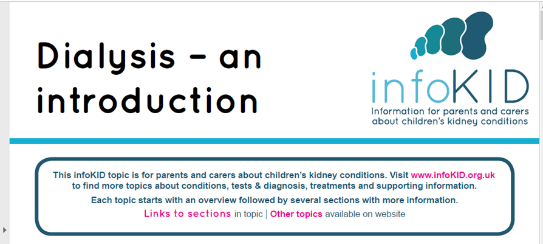 Dialysis – an
introduction
infoKID
Information for parents and carers
about children's kidney conditions
This infoKID topic is for parents and carers about children's kidney conditions. Visit www.infoKID.org.uk
to find more topics about conditions, tests & diagnosis, treatments and supporting information.
Each topic starts with an overview followed by several sections with more information.
Links to sections in topic | Other topics available on website